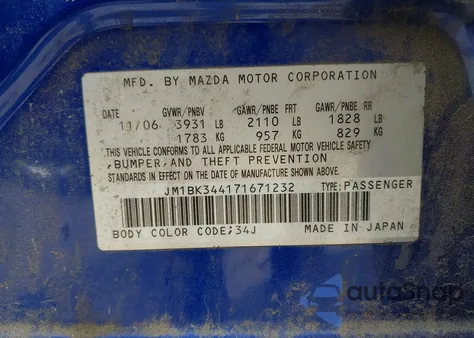 MFD. BY MAZDA MOTOR CORPORATION
DATE GVWR/PNBV GAWR/PNBE FRT GAWR/PNBE RR
11/06 3931 LB 2110 LB 1828 LB
1783 KG 957 KG 829 KG
THIS VEHICLE CONFORMS TO ALL APPLICABLE FEDERAL MOTOR VEHICLE SAFETY
,BUMPER,AND THEFT PREVENTION
STANDARDS IN EFFECT ON THE DATE OF MANUFACTURE SHOWN ABOVE.
JM1BK344171671232 TYPE:PASSENGER
BODY COLOR CODE;34J MADE IN JAPAN
autoSnap